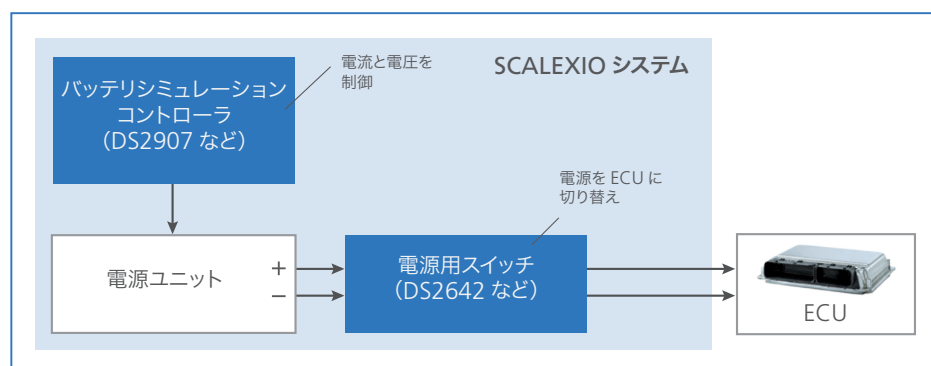 電流と電圧を
制御
SCALEXIO システム
バッテリシミュレーション
コントローラ
(DS2907 など)
電源を ECU に
切り替え
電源ユニット
+
−
電源用スイッチ
(DS2642 など)
ECU